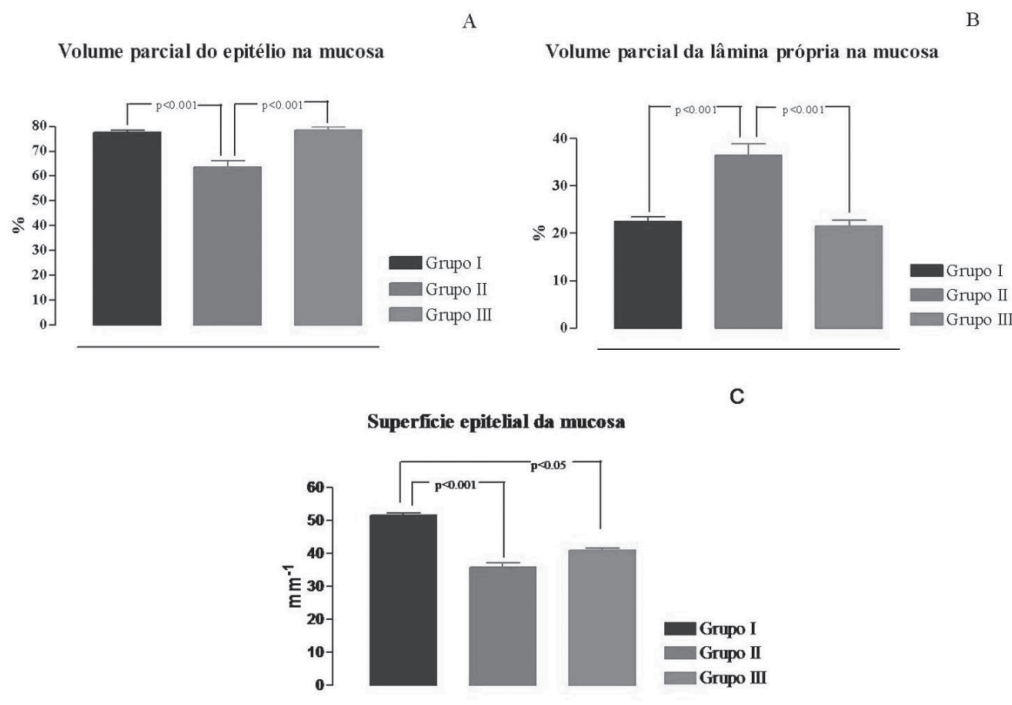 A
Volume parcial do epitélio na mucosa
p<0.001
p<0.001
80
70
60
50
40
30
20
10
0
%
Grupo I
Grupo II
Grupo III
B
Volume parcial da lâmina própria na mucosa
p<0.001
p<0.001
40
30
20
10
0
%
Grupo I
Grupo II
Grupo III
C
Superfície epitelial da mucosa
p<0.05
p<0.001
60
50
40
30
20
10
0
mm-1
Grupo I
Grupo II
Grupo III